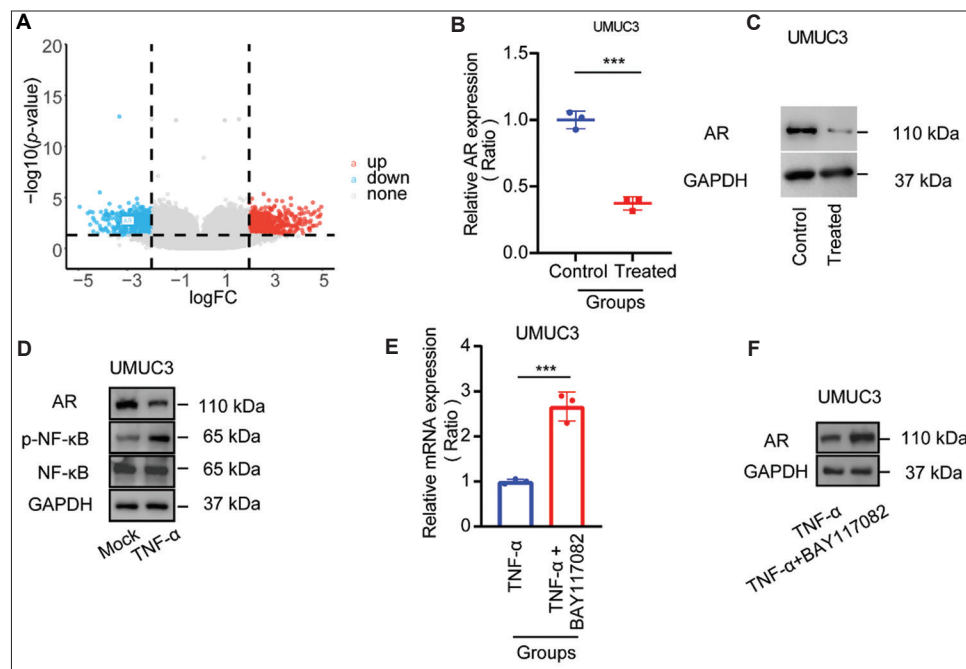 A
20
15
10
5
0
−log10(p-value)
−5
−3
−1
1
3
5
logFC
a up
a down
a none
B
UMUC3
Relative AR expression
( Ratio )
1.5
1.0
0.5
0.0
***
Control Treated
Groups
C
UMUC3
AR
110 kDa
GAPDH
37 kDa
Control
Treated
D
UMUC3
AR
110 kDa
p-NF-κB
65 kDa
NF-κB
65 kDa
GAPDH
37 kDa
Mock
TNF-α
E
UMUC3
Relative mRNA expression
( Ratio )
4
3
2
1
0
***
TNF-α
TNF-α +
BAY117082
Groups
F
UMUC3
AR
110 kDa
GAPDH
37 kDa
TNF-α
TNF-α+BAY117082